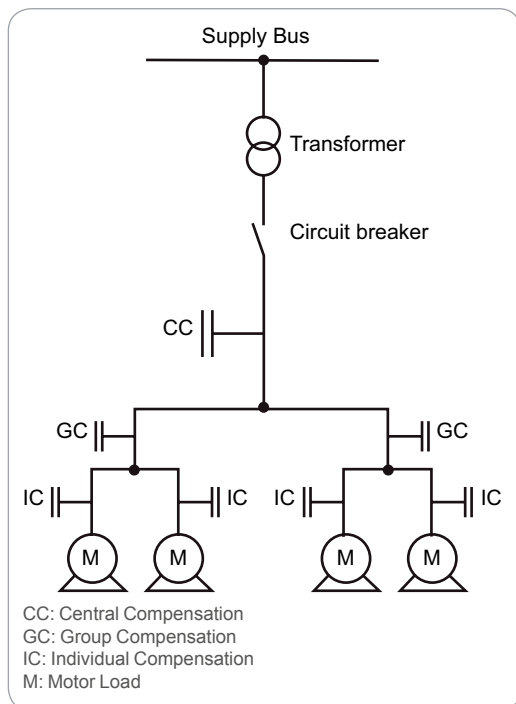 Supply Bus
Transformer
Circuit breaker
CC
GC
GC
IC
IC
IC
IC
M
M
M
M
CC: Central Compensation
GC: Group Compensation
IC: Individual Compensation
M: Motor Load